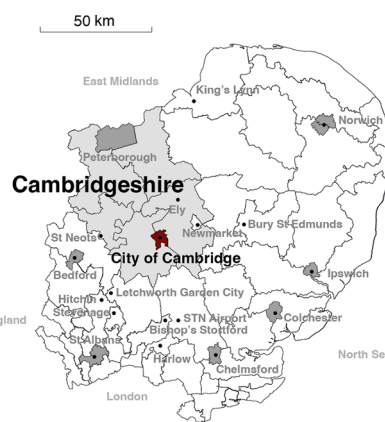 50 km
East Midlands
King's Lynn
Norwich
Peterborough
Cambridgeshire
Ely
St Neots
Newmarket
Bury St Edmunds
City of Cambridge
Bedford
Ipswich
Letchworth Garden City
Hitchin
Stevenage
STN Airport
Colchester
Bishop's Stortford
gland
St Albans
Harlow
North Se
Chelmsford
London